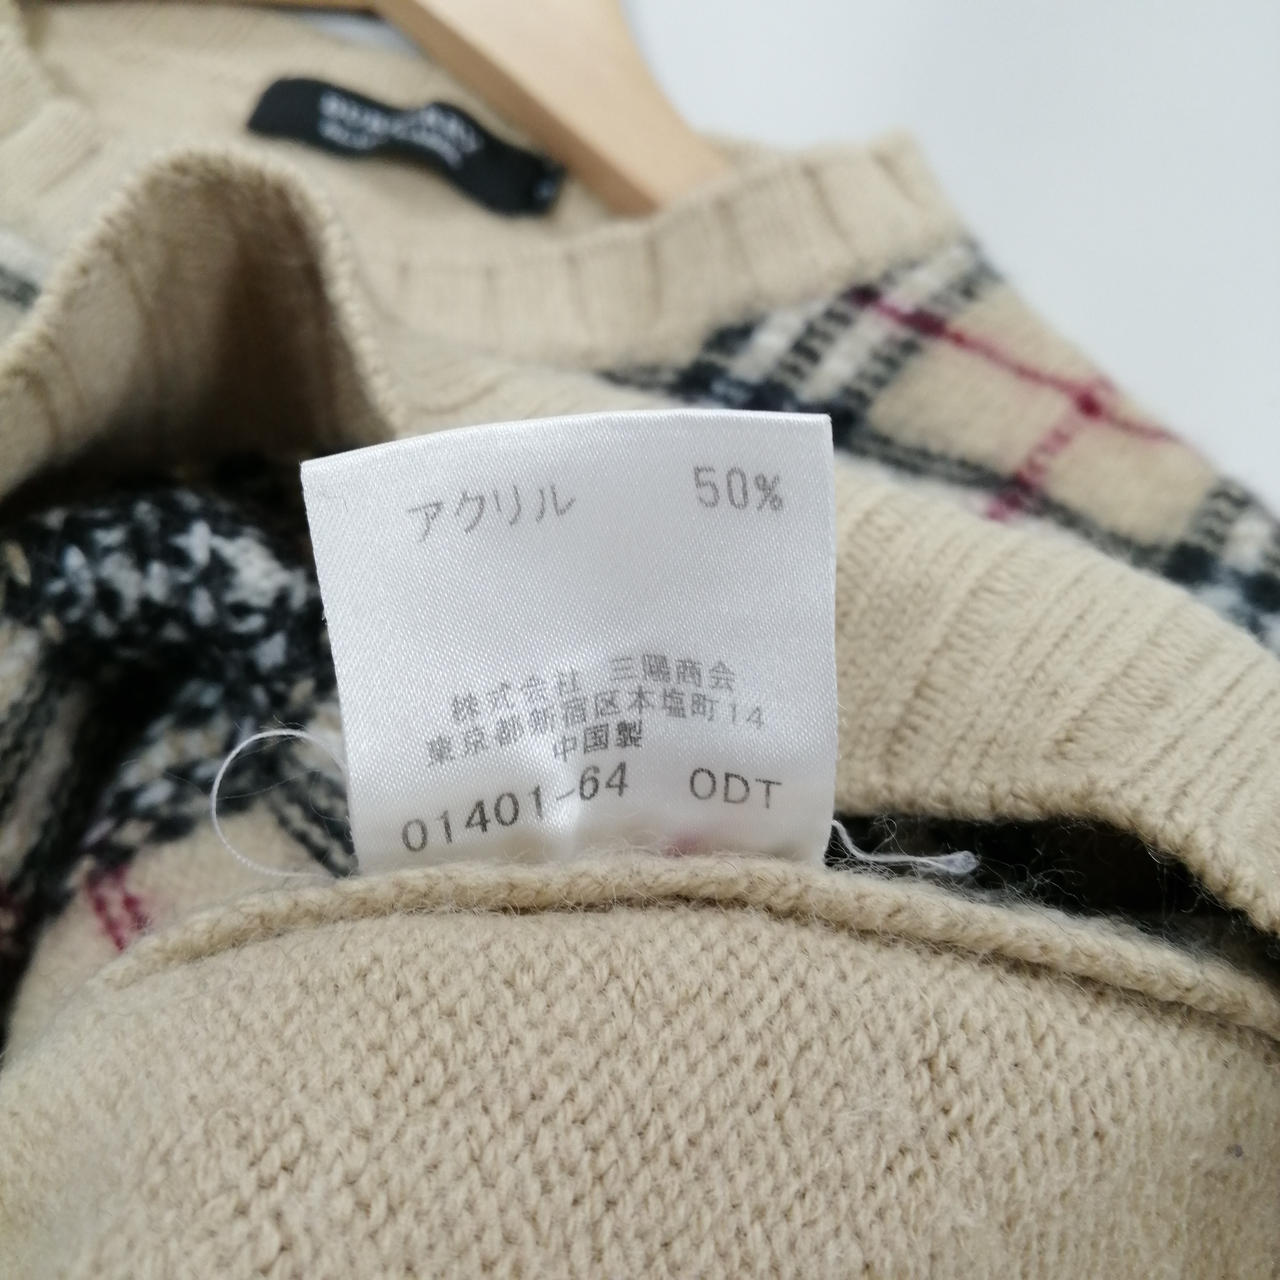 BURBERRY
アクリル 50%
株式会社 三陽商会
東京都新宿区本塩町14
中国製
01401-64 ODT